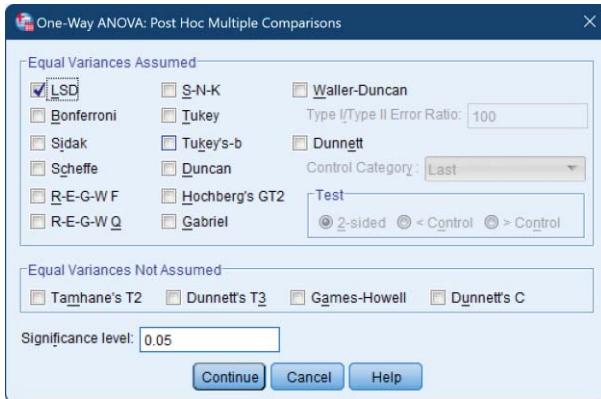 One-Way ANOVA: Post Hoc Multiple Comparisons
Equal Variances Assumed
LSD S-N-K Waller-Duncan
Bonferroni Tukey Type I/Type II Error Ratio: 100
Sidak Tukey's-b Dunnett
Scheffe Duncan Control Category: Last
R-E-G-W F Hochberg's GT2 Test
R-E-G-W Q Gabriel 2-sided < Control > Control
Equal Variances Not Assumed
Tamhane's T2 Dunnett's T3 Games-Howell Dunnett's C
Significance level: 0.05
Continue Cancel Help